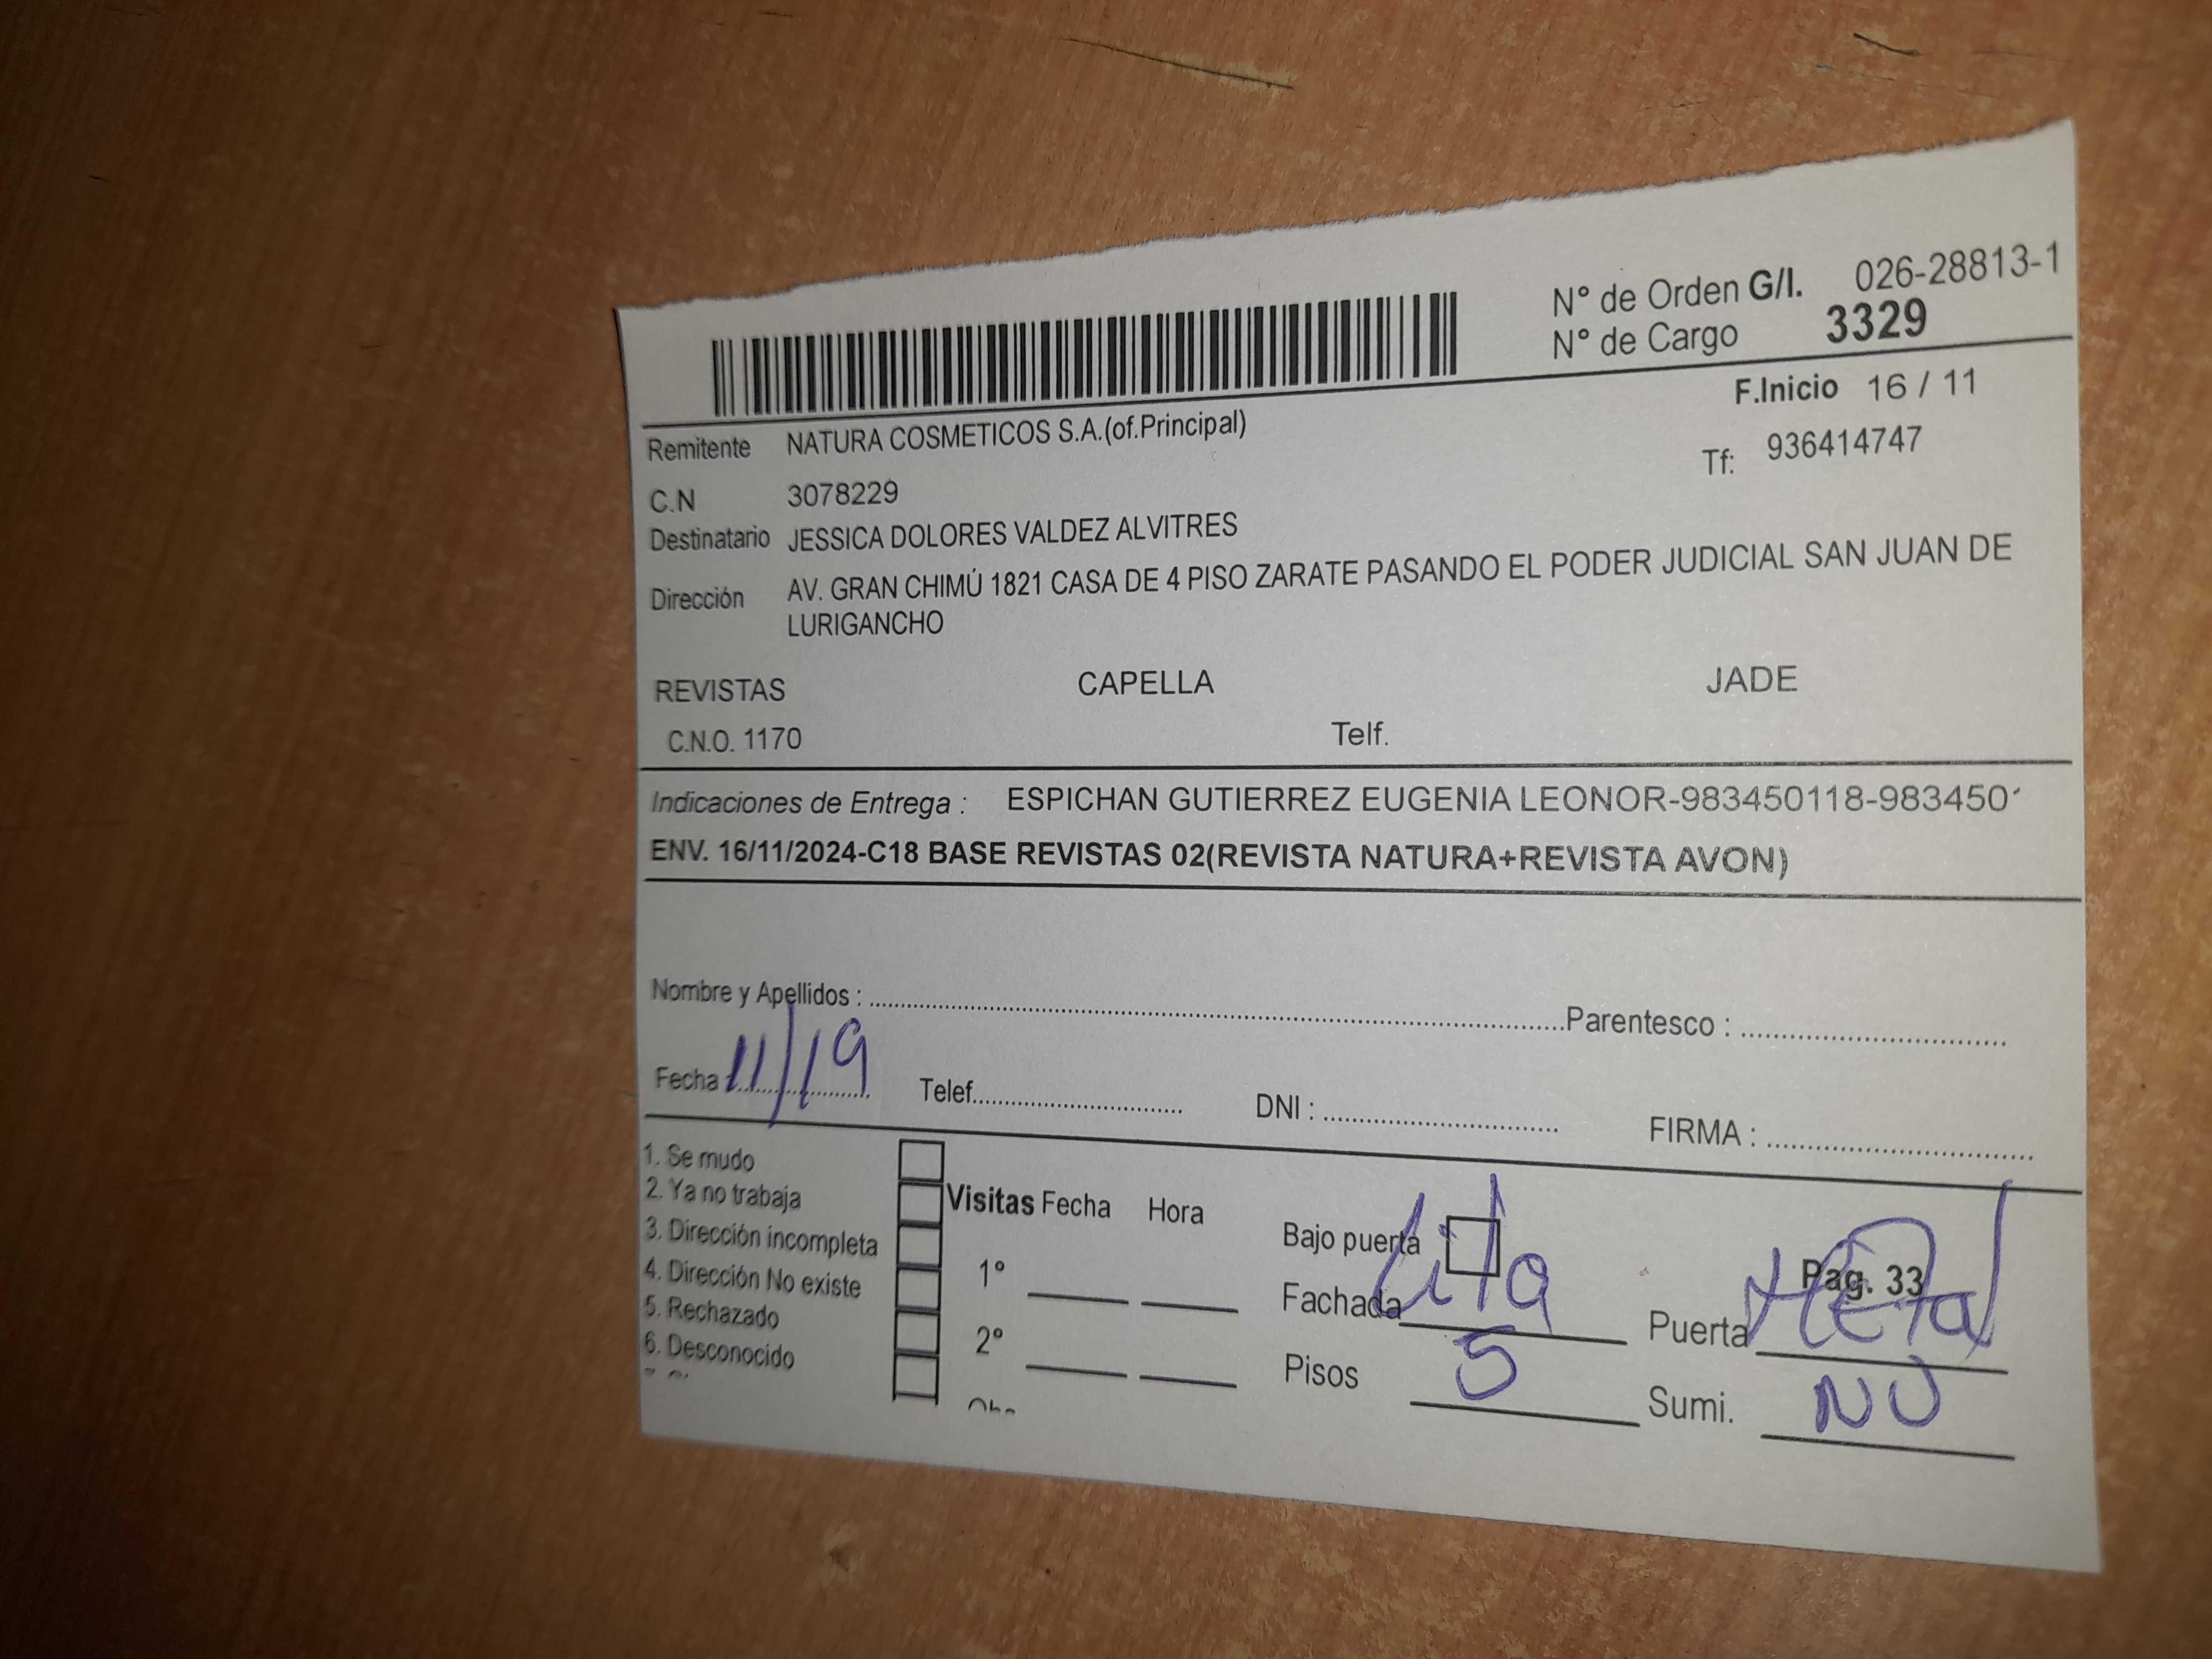 N° de Orden G/I. 026-28813-1
N° de Cargo 3329
F.Inicio 16 / 11
Remitente NATURA COSMETICOS S.A.(of.Principal)
Tf: 936414747
C.N 3078229
Destinatario JESSICA DOLORES VALDEZ ALVITRES
Dirección AV. GRAN CHIMÚ 1821 CASA DE 4 PISO ZARATE PASANDO EL PODER JUDICIAL SAN JUAN DE
LURIGANCHO
REVISTAS CAPELLA JADE
C.N.O. 1170 Telf.
Indicaciones de Entrega : ESPICHAN GUTIERREZ EUGENIA LEONOR-983450118-983450
ENV. 16/11/2024-C18 BASE REVISTAS 02(REVISTA NATURA+REVISTA AVON)
Nombre y Apellidos : Parentesco :
Fecha : 11/19 Telef. DNI : FIRMA :
1. Se mudo
2. Ya no trabaja
3. Dirección incompleta
4. Dirección No existe
5. Rechazado
6. Desconocido
Visitas Fecha Hora
1°
2°
Bajo puerta
Pag. 33
Fachada Puerta
Pisos 5 Sumi. NO